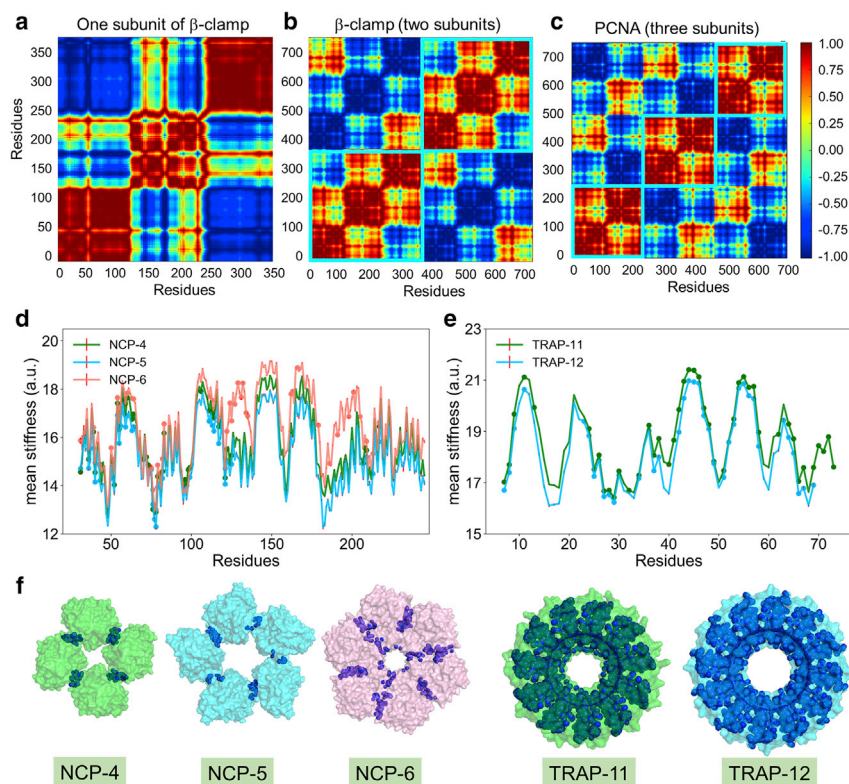 a One subunit of β-clamp
b β-clamp (two subunits)
c PCNA (three subunits)
Residues
350
300
250
200
150
100
50
0
0 50 100 150 200 250 300 350
Residues
700
600
500
400
300
200
100
0
0 100 200 300 400 500 600 700
Residues
700
600
500
400
300
200
100
0
0 100 200 300 400 500 600 700
Residues
1.00
0.75
0.50
0.25
0
-0.25
-0.50
-0.75
-1.00
d
NCP-4
NCP-5
NCP-6
mean stiffness (a.u.)
20
18
16
14
12
50 100 150 200
Residues
e
TRAP-11
TRAP-12
mean stiffness (a.u.)
23
21
19
17
15
10 20 30 40 50 60 70
Residues
f
NCP-4 NCP-5 NCP-6 TRAP-11 TRAP-12